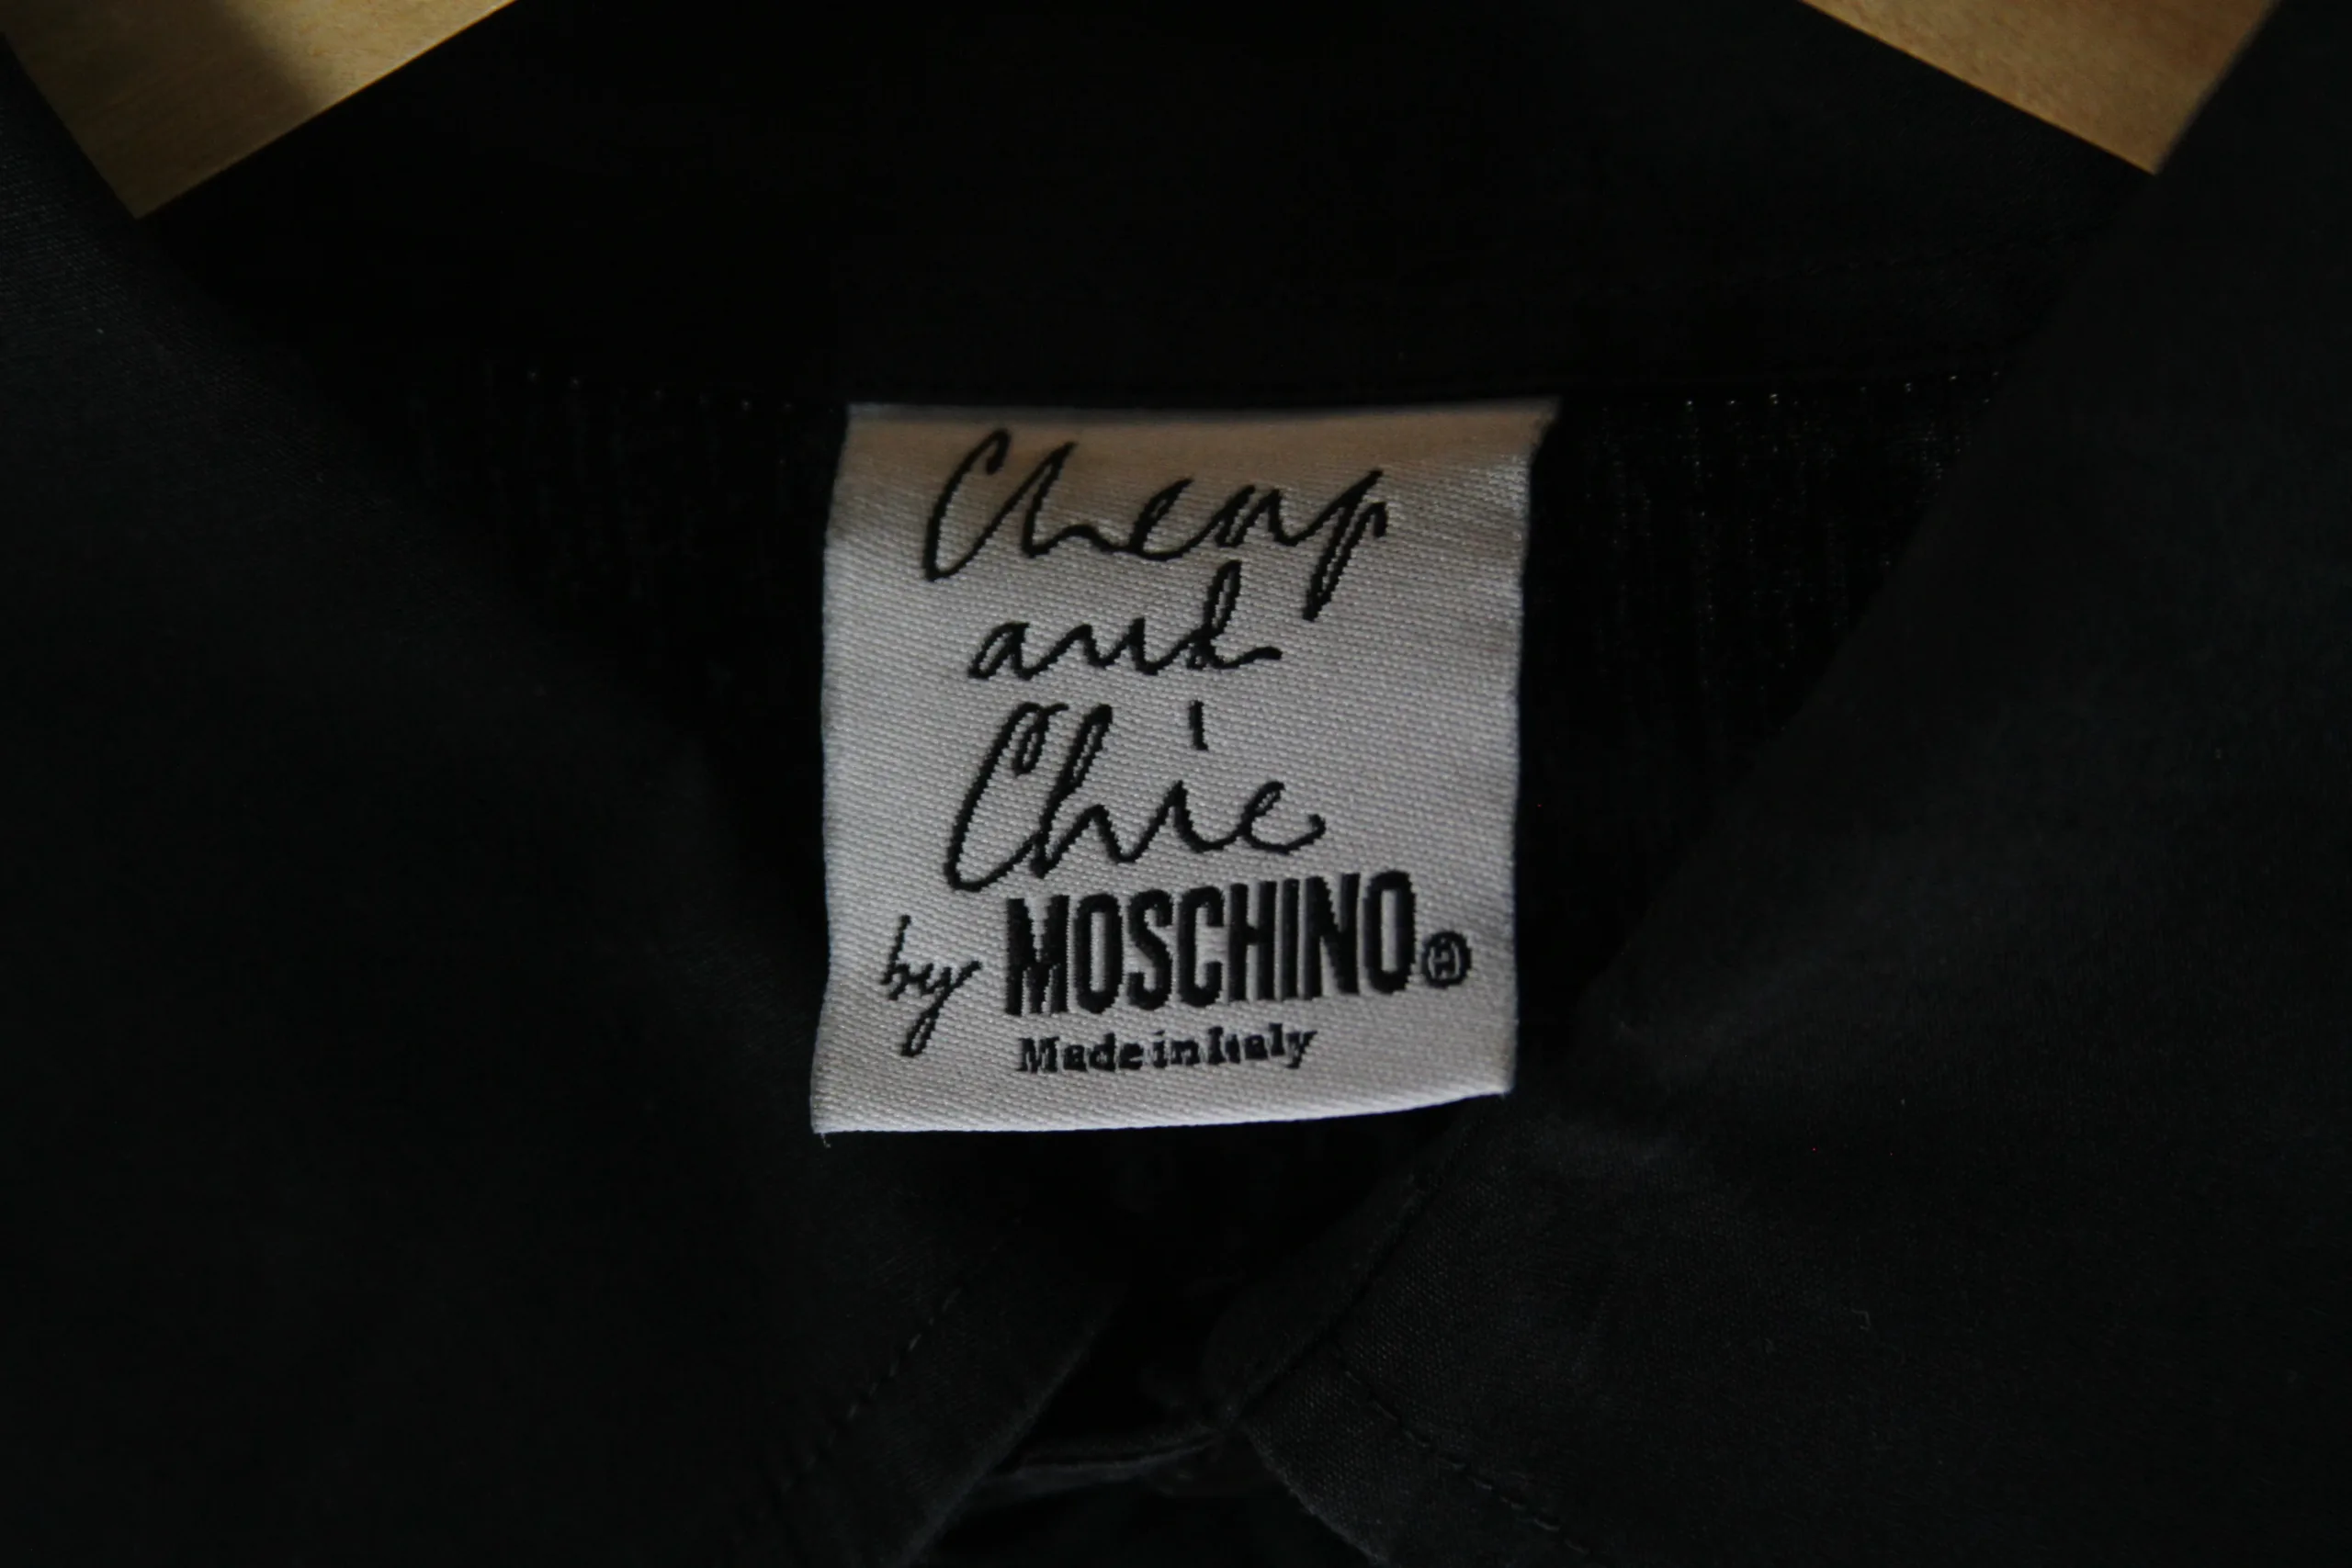 Cheap
and
Chic
by MOSCHINO®
Made in Italy